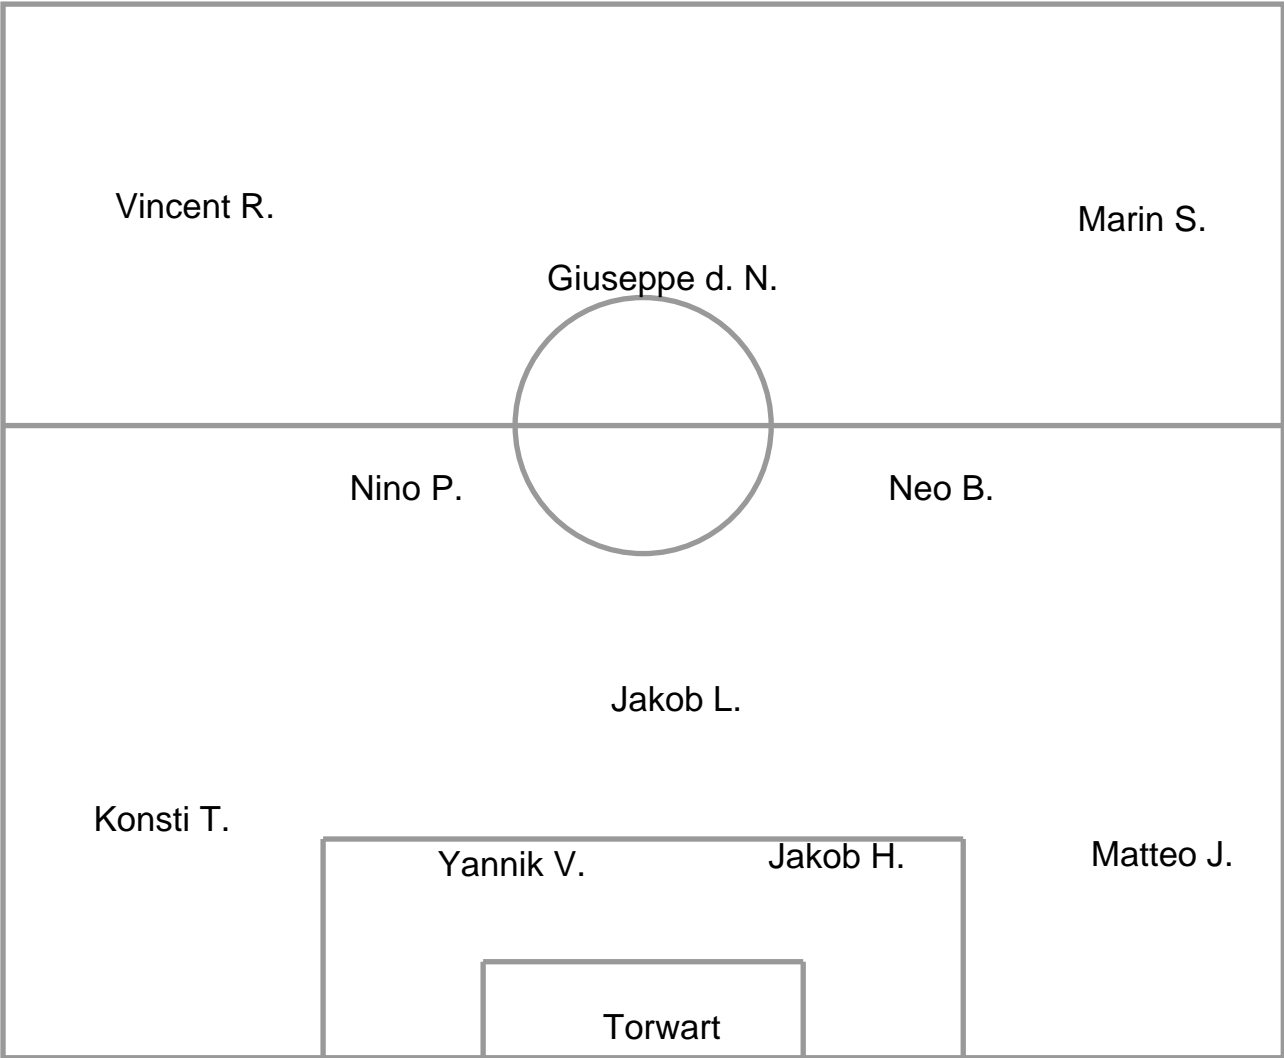 Vincent R.
Marin S.
Giuseppe d. N.
Nino P.
Neo B.
Jakob L.
Konsti T.
Yannik V.
Jakob H.
Matteo J.
Torwart